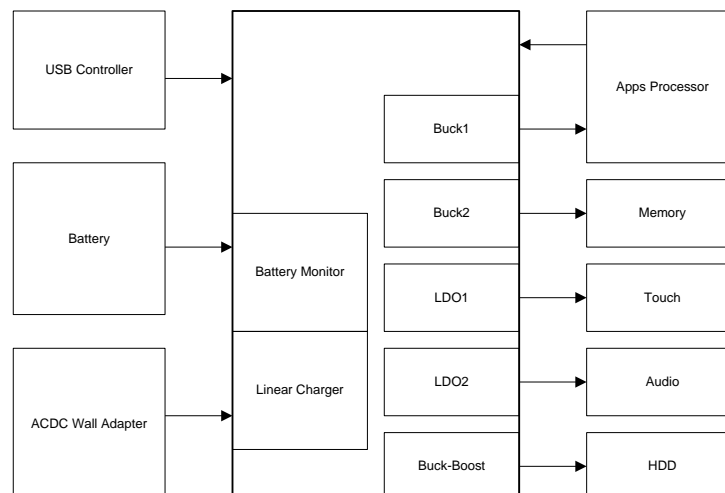 USB Controller
Apps Processor
Buck1
Buck2
Memory
Battery
Battery Monitor
LDO1
Touch
Linear Charger
LDO2
Audio
ACDC Wall Adapter
Buck-Boost
HDD